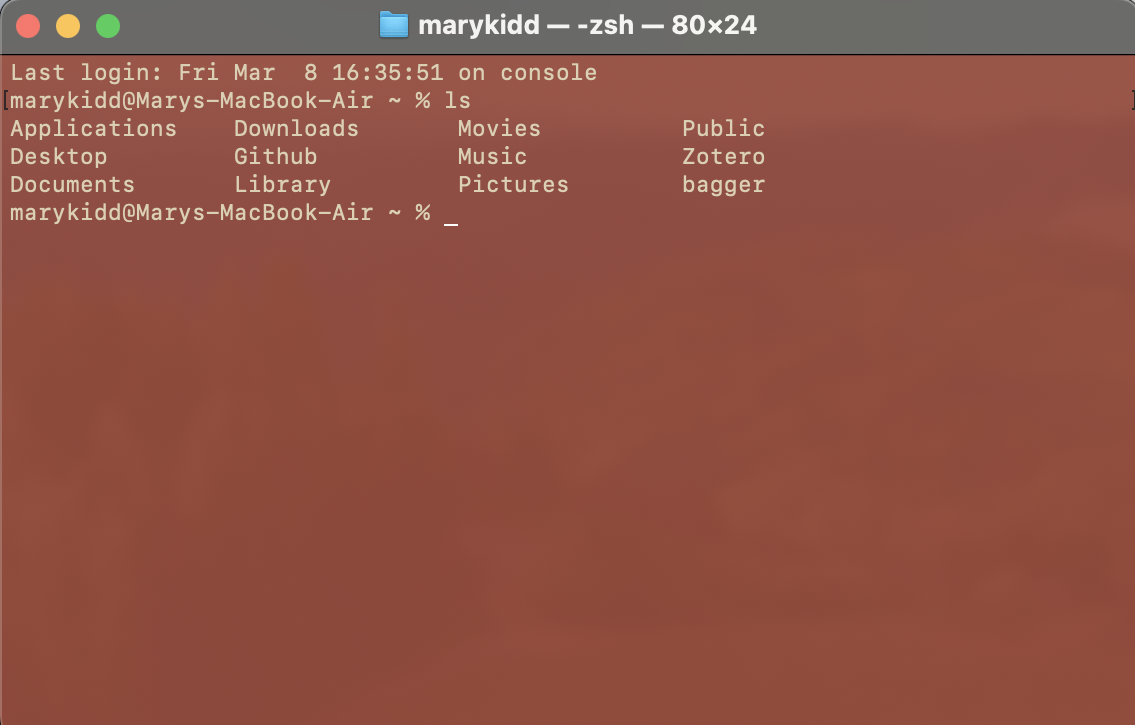 marykidd — -zsh — 80×24
Last login: Fri Mar  8 16:35:51 on console
[marykidd@Marys-MacBook-Air ~ % ls ]
Applications    Downloads       Movies          Public
Desktop         Github          Music           Zotero
Documents       Library         Pictures        bagger
marykidd@Marys-MacBook-Air ~ % _